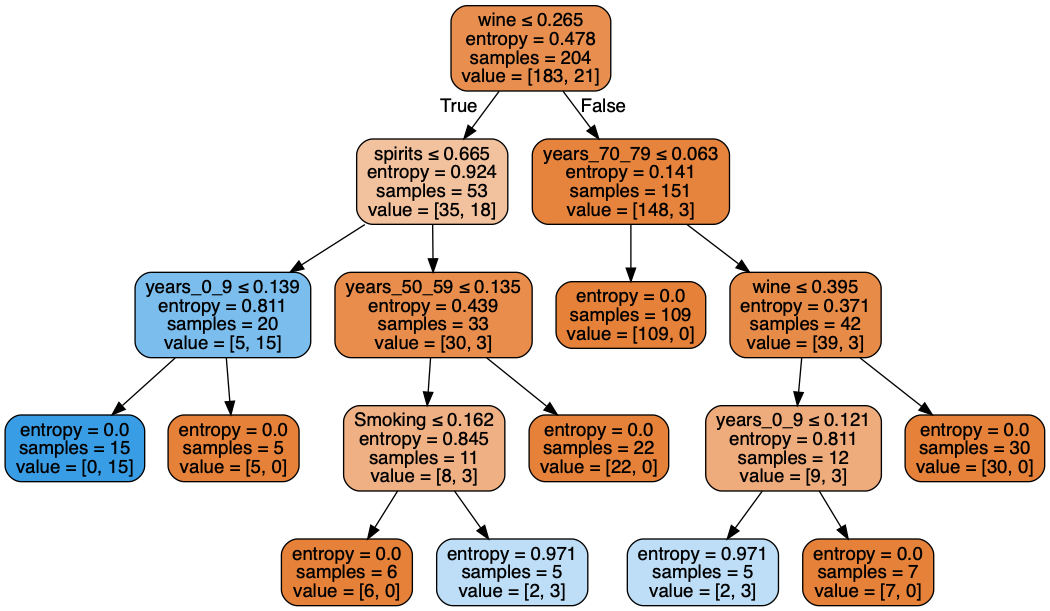 wine ≤ 0.265
entropy = 0.478
samples = 204
value = [183, 21]
True
False
spirits ≤ 0.665
entropy = 0.924
samples = 53
value = [35, 18]
years_70_79 ≤ 0.063
entropy = 0.141
samples = 151
value = [148, 3]
years_0_9 ≤ 0.139
entropy = 0.811
samples = 20
value = [5, 15]
years_50_59 ≤ 0.135
entropy = 0.439
samples = 33
value = [30, 3]
entropy = 0.0
samples = 109
value = [109, 0]
wine ≤ 0.395
entropy = 0.371
samples = 42
value = [39, 3]
entropy = 0.0
samples = 15
value = [0, 15]
entropy = 0.0
samples = 5
value = [5, 0]
Smoking ≤ 0.162
entropy = 0.845
samples = 11
value = [8, 3]
entropy = 0.0
samples = 22
value = [22, 0]
years_0_9 ≤ 0.121
entropy = 0.811
samples = 12
value = [9, 3]
entropy = 0.0
samples = 30
value = [30, 0]
entropy = 0.0
samples = 6
value = [6, 0]
entropy = 0.971
samples = 5
value = [2, 3]
entropy = 0.971
samples = 5
value = [2, 3]
entropy = 0.0
samples = 7
value = [7, 0]